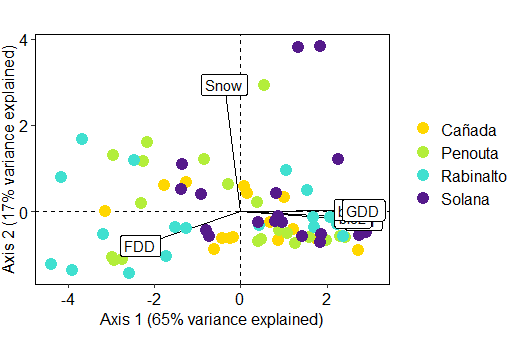 4
2
0
Axis 2 (17% variance explained)
Snow
FDD
GDD
-4
-2
0
2
Axis 1 (65% variance explained)
Cañada
Penouta
Rabinalto
Solana